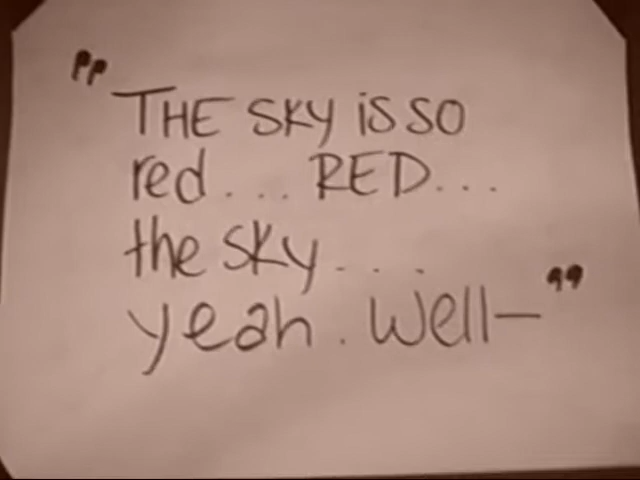 "THE SKY is SO
red... RED...
the sky....
yeah. Well—"